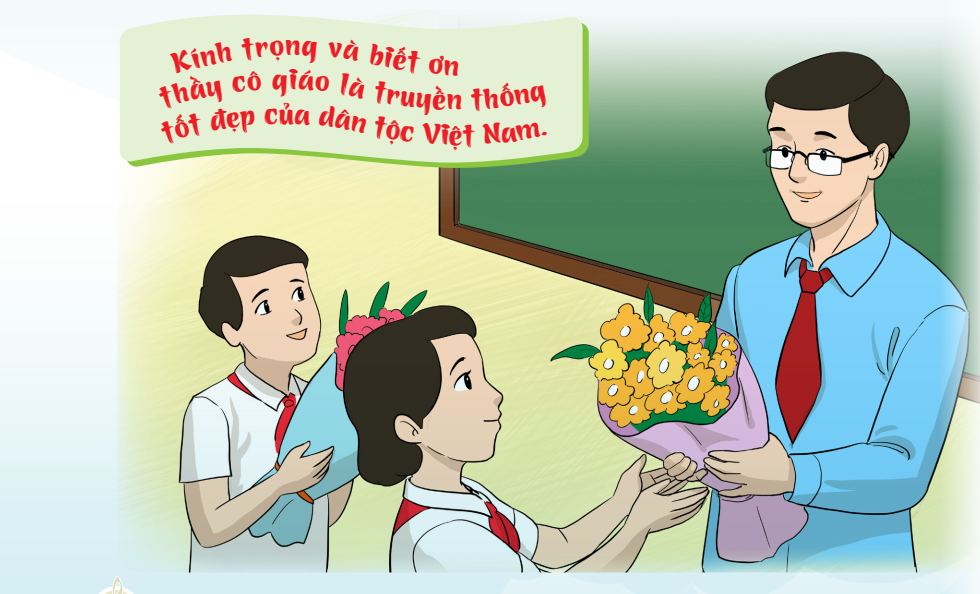 Kính trọng và biết ơn
thầy cô giáo là truyền thống
tốt đẹp của dân tộc Việt Nam.